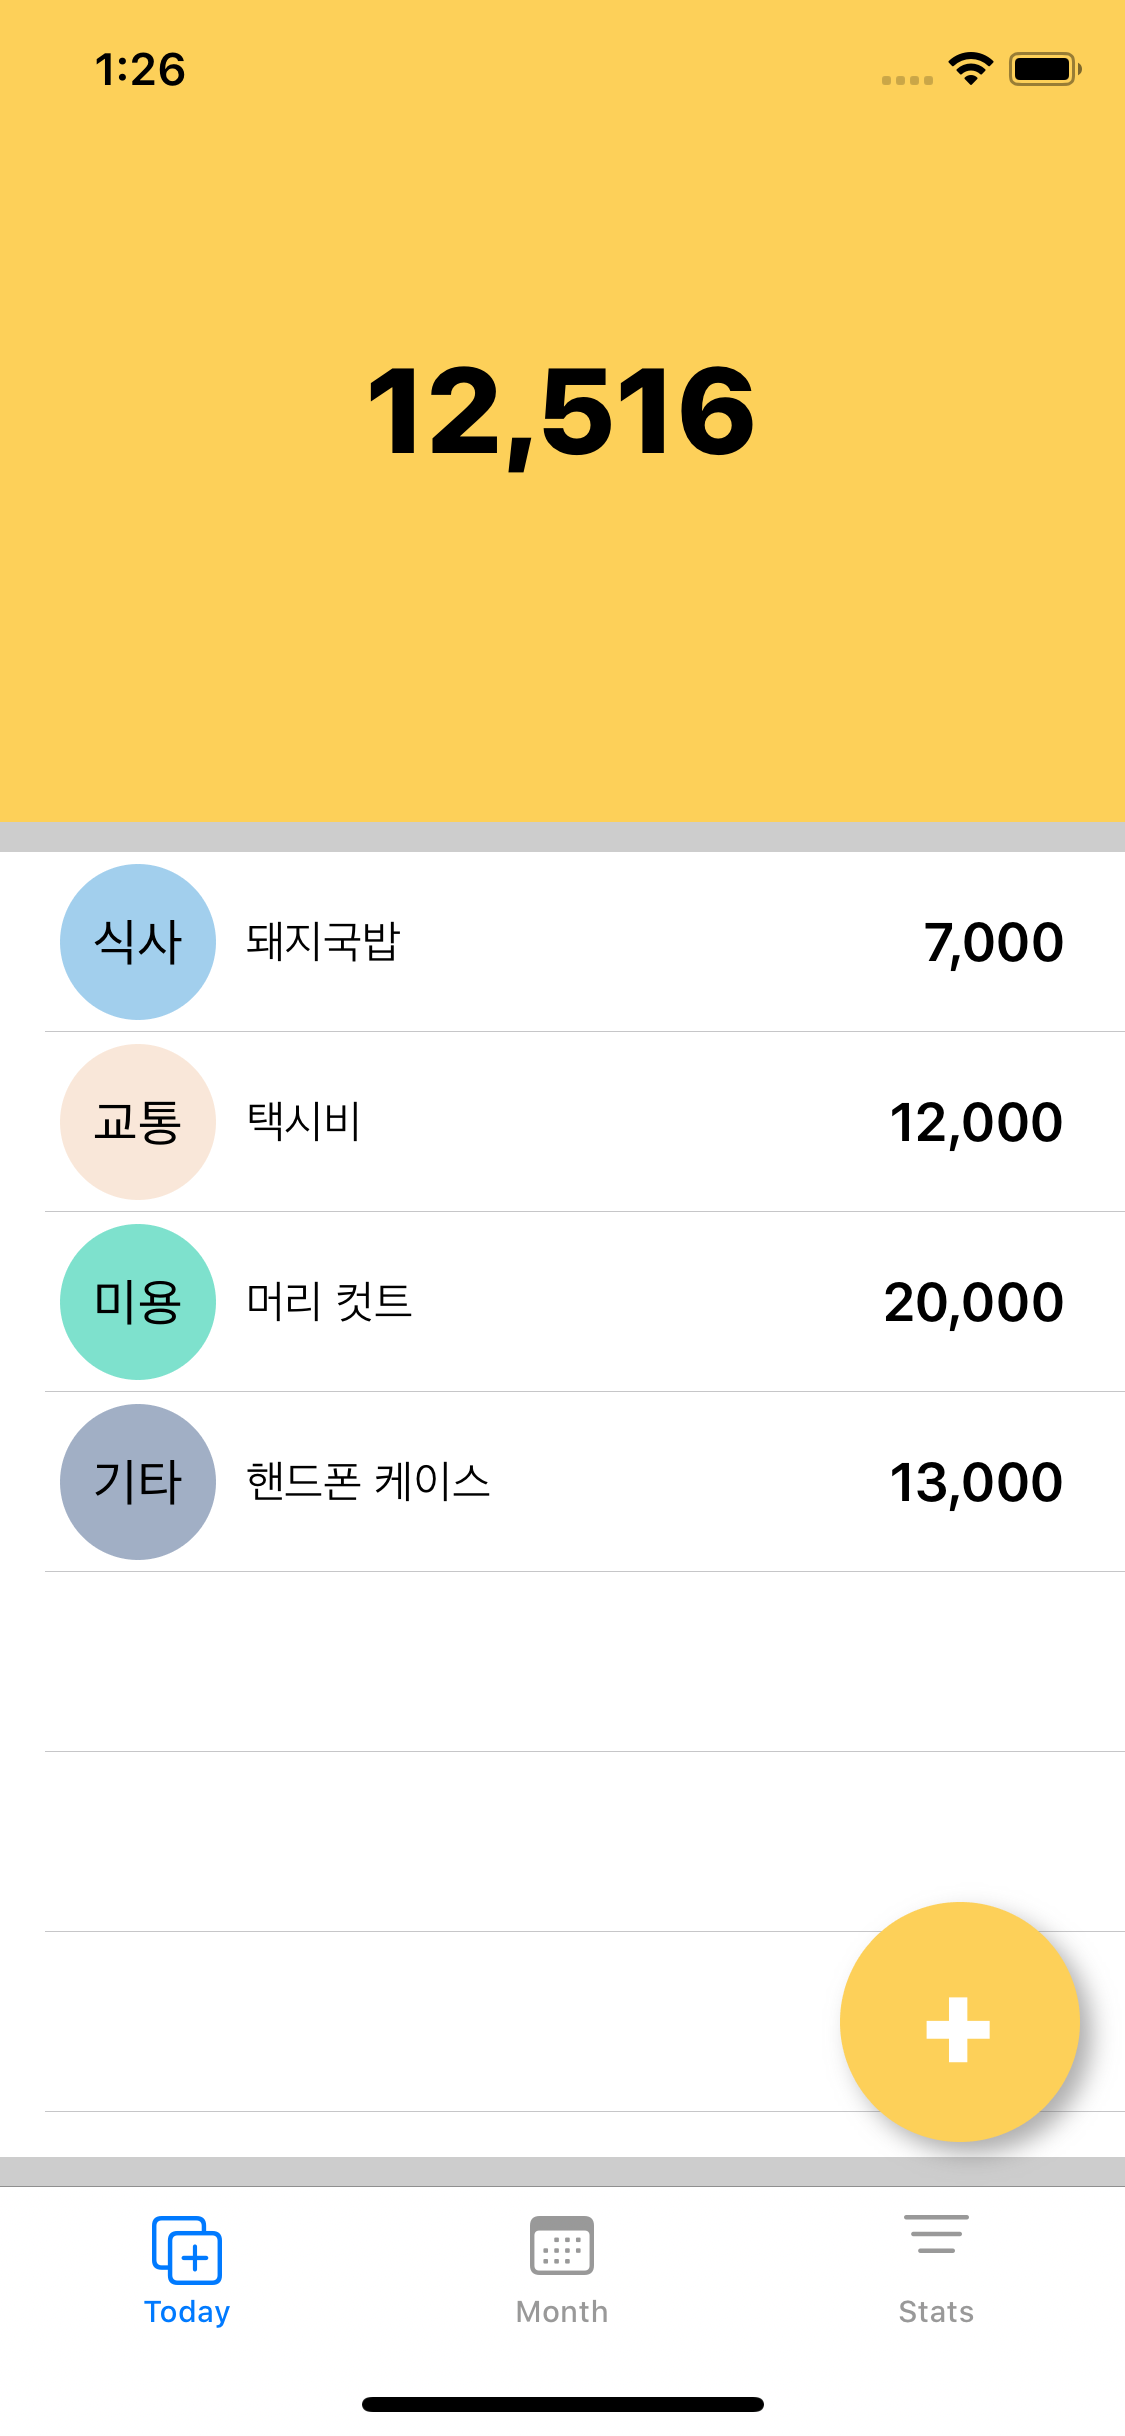 1:26
12,516
식사 돼지국밥 7,000
교통 택시비 12,000
미용 머리 컷트 20,000
기타 핸드폰 케이스 13,000
+
Today Month Stats